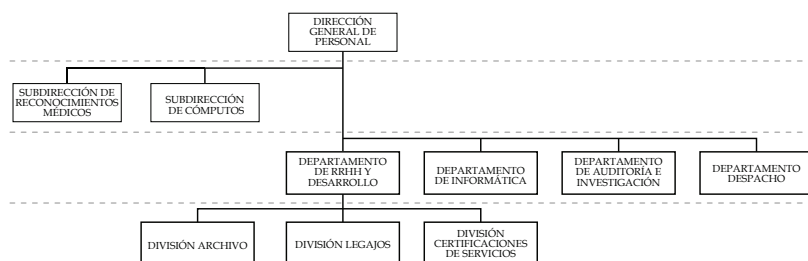 DIRECCIÓN
GENERAL DE
PERSONAL
SUBDIRECCIÓN DE
RECONOCIMIENTOS
MÉDICOS
SUBDIRECCIÓN
DE CÓMPUTOS
DEPARTAMENTO
DE RRHH Y
DESARROLLO
DEPARTAMENTO
DE INFORMÁTICA
DEPARTAMENTO
DE AUDITORÍA E
INVESTIGACIÓN
DEPARTAMENTO
DESPACHO
DIVISIÓN ARCHIVO
DIVISIÓN LEGAJOS
DIVISIÓN
CERTIFICACIONES
DE SERVICIOS